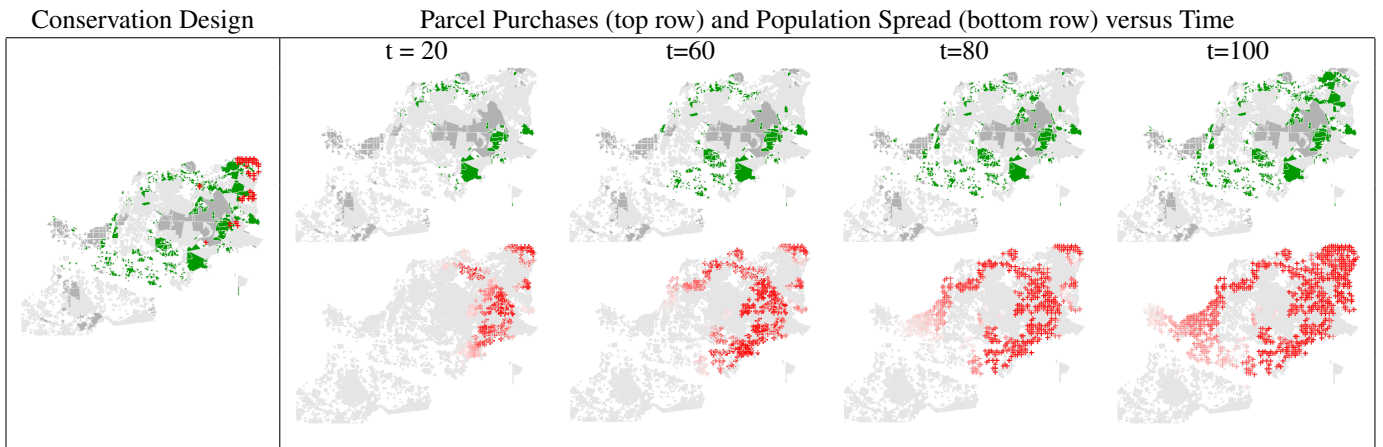 Conservation Design
Parcel Purchases (top row) and Population Spread (bottom row) versus Time
t = 20
t=60
t=80
t=100